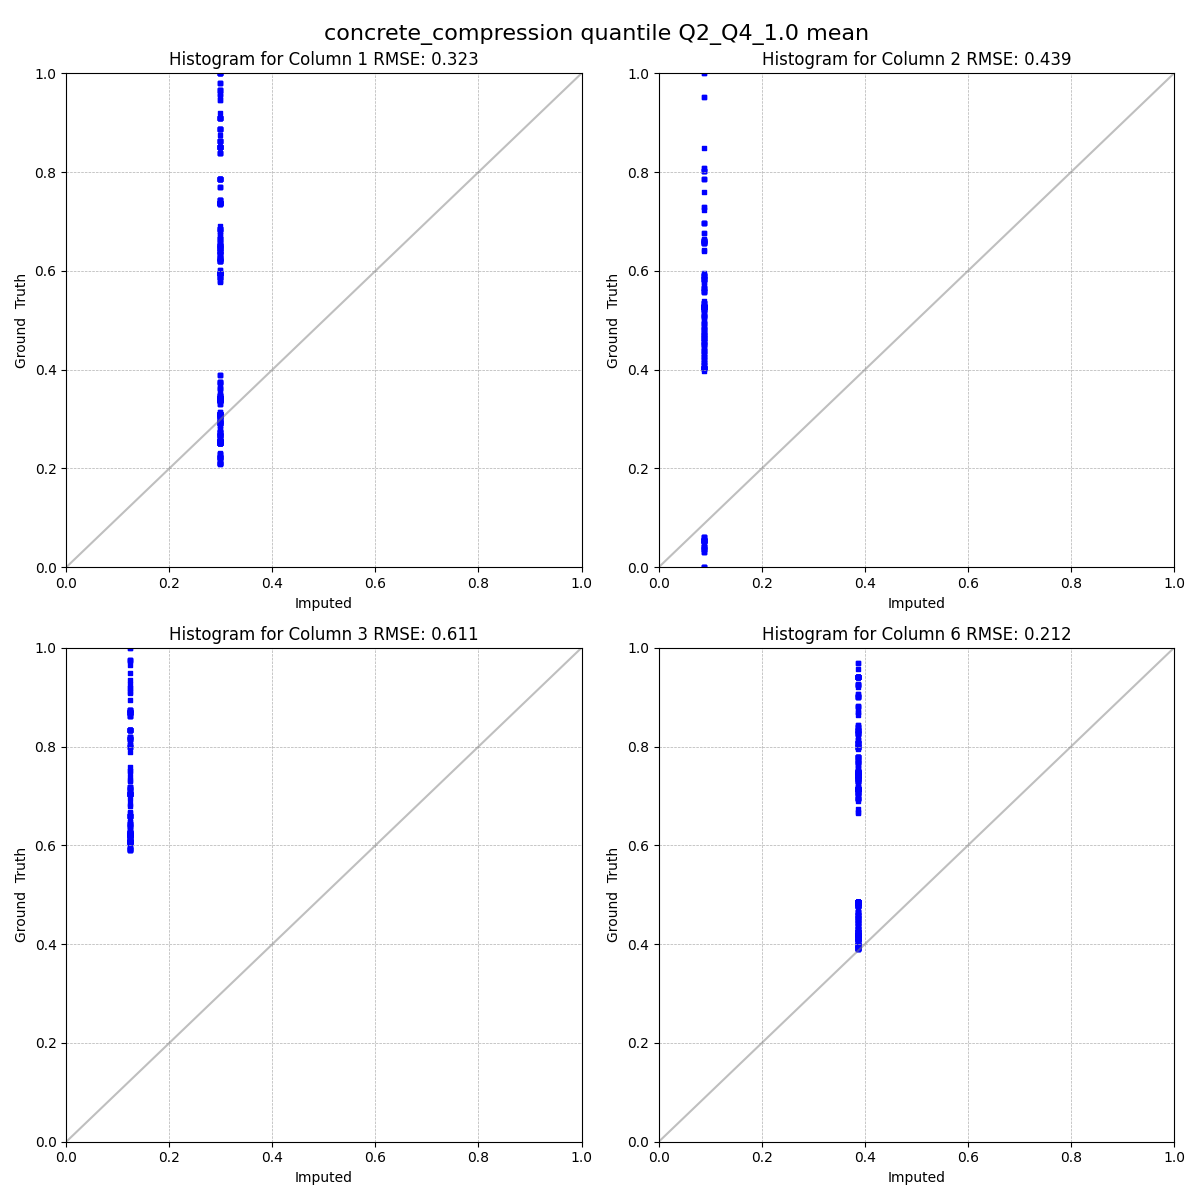 concrete_compression quantile Q2_Q4_1.0 mean
Histogram for Column 1 RMSE: 0.323
1.0
0.8
0.6
0.4
0.2
0.0
Ground Truth
0.0 0.2 0.4 0.6 0.8 1.0
Imputed
Histogram for Column 2 RMSE: 0.439
1.0
0.8
0.6
0.4
0.2
0.0
Ground Truth
0.0 0.2 0.4 0.6 0.8 1.0
Imputed
Histogram for Column 3 RMSE: 0.611
1.0
0.8
0.6
0.4
0.2
0.0
Ground Truth
0.0 0.2 0.4 0.6 0.8 1.0
Imputed
Histogram for Column 6 RMSE: 0.212
1.0
0.8
0.6
0.4
0.2
0.0
Ground Truth
0.0 0.2 0.4 0.6 0.8 1.0
Imputed